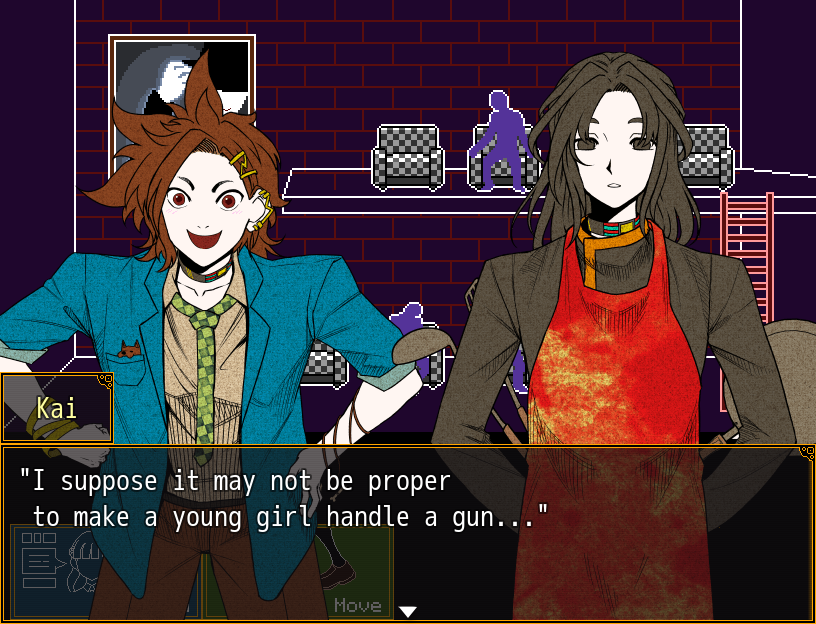 Kai
"I suppose it may not be proper
to make a young girl handle a gun..."
Move